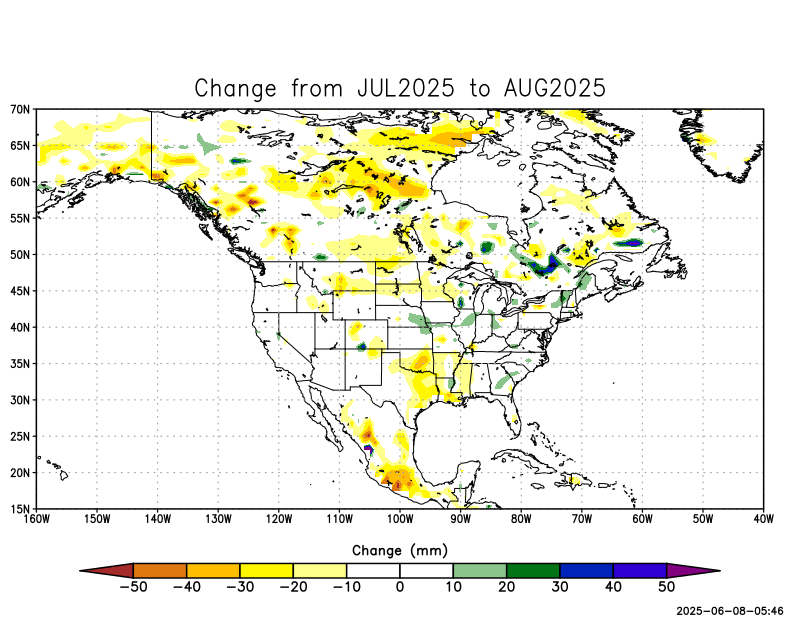 Change from JUL2025 to AUG2025
70N
65N
60N
55N
50N
45N
40N
35N
30N
25N
20N
15N
160W 150W 140W 130W 120W 110W 100W 90W 80W 70W 60W 50W 40W
Change (mm)
−50 −40 −30 −20 −10 0 10 20 30 40 50
2025-06-08-05:46